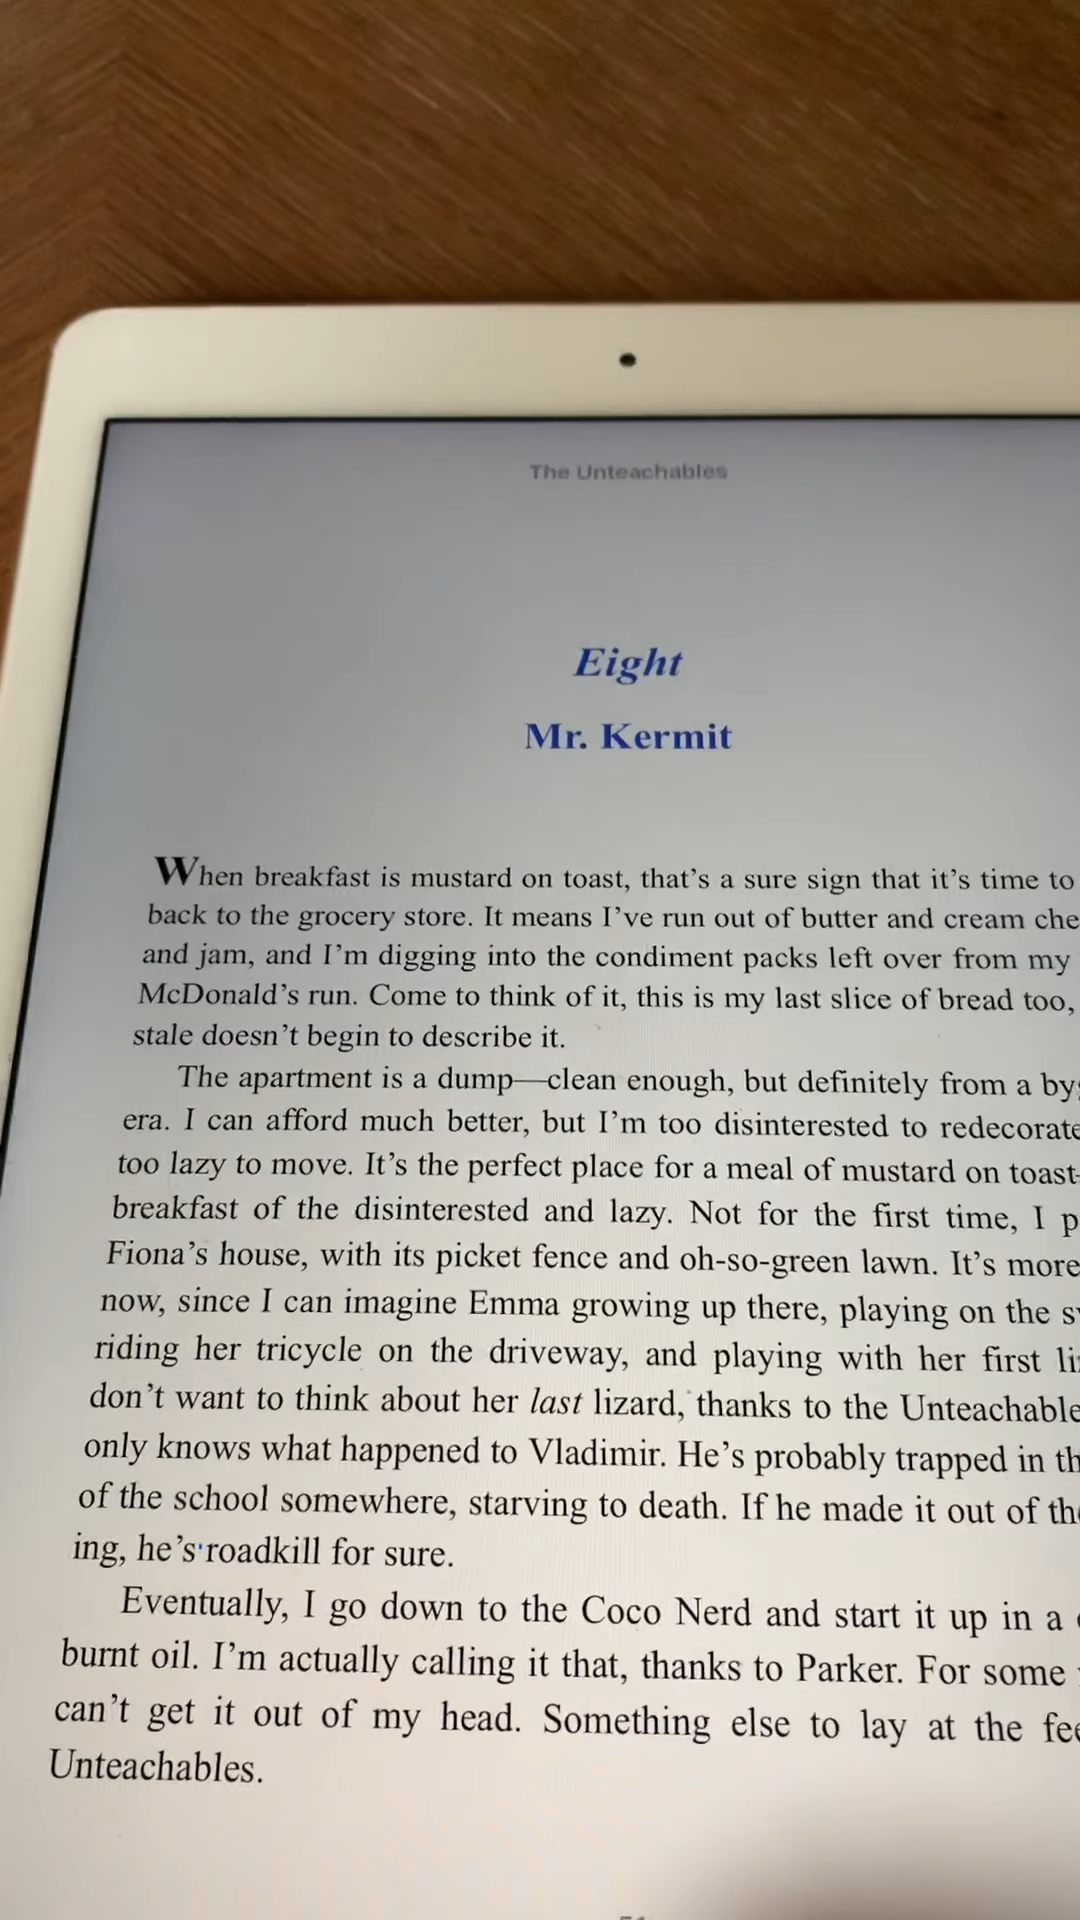 The Unteachables
Eight
Mr. Kermit
When breakfast is mustard on toast, that’s a sure sign that it’s time to
back to the grocery store. It means I’ve run out of butter and cream
and jam, and I’m digging into the condiment packs left over from my
McDonald’s run. Come to think of it, this is my last slice of bread too,
stale doesn’t begin to describe it.
The apartment is a dump—clean enough, but definitely from a
era. I can afford much better, but I’m too disinterested to
too lazy to move. It’s the perfect place for a meal of mustard on toast
breakfast of the disinterested and lazy. Not for the first time, I
Fiona’s house, with its picket fence and oh-so-green lawn. It’s more
now, since I can imagine Emma growing up there, playing on the
riding her tricycle on the driveway, and playing with her first
don’t want to think about her last lizard, thanks to the
only knows what happened to Vladimir. He’s probably trapped in
of the school somewhere, starving to death. If he made it out of
ing, he’s roadkill for sure.
Eventually, I go down to the Coco Nerd and start it up in a
burnt oil. I’m actually calling it that, thanks to Parker. For some
can’t get it out of my head. Something else to lay at the
Unteachables.